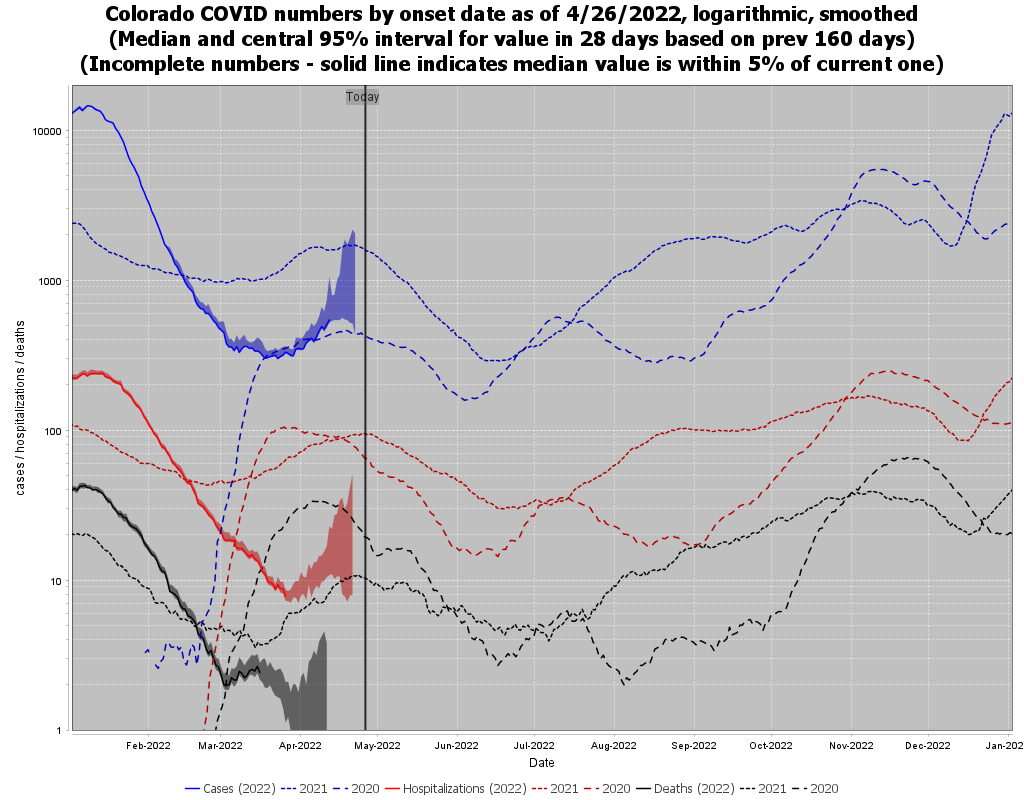 Colorado COVID numbers by onset date as of 4/26/2022, logarithmic, smoothed
(Median and central 95% interval for value in 28 days based on prev 160 days)
(Incomplete numbers - solid line indicates median value is within 5% of current one)
Today
10000
1000
100
10
1
cases / hospitalizations / deaths
Feb-2022 Mar-2022 Apr-2022 May-2022 Jun-2022 Jul-2022 Aug-2022 Sep-2022 Oct-2022 Nov-2022 Dec-2022 Jan-202
Date
Cases (2022) 2021 2020 Hospitalizations (2022) 2021 2020 Deaths (2022) 2021 2020